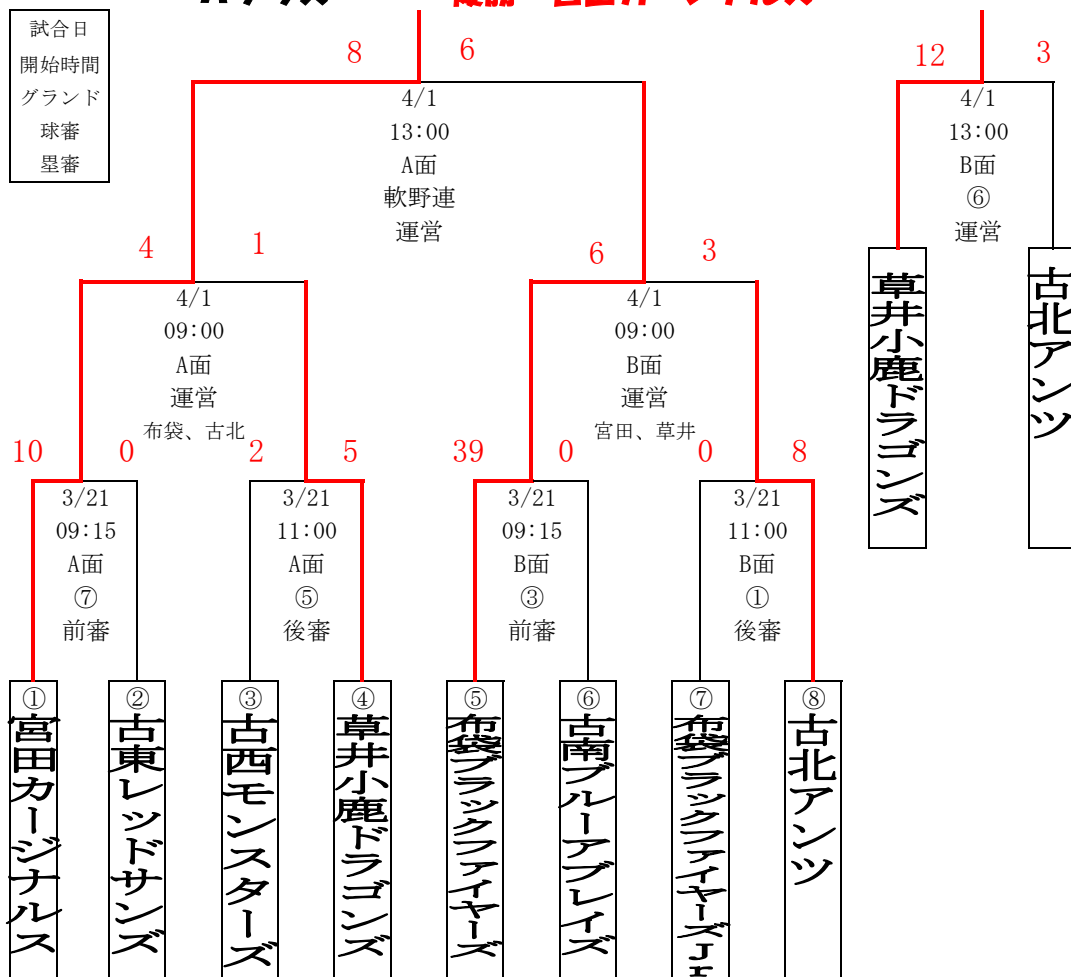 試合日
開始時間
グランド
球審
塁審
8
6
4/1
13:00
A面
軟野連
運営
12
3
4/1
13:00
B面
⑥
運営
草井小鹿ドラゴンズ
古北アンツ
4
1
4/1
09:00
A面
運営
布袋、古北
6
3
4/1
09:00
B面
運営
宮田、草井
10
0
3/21
09:15
A面
⑦
前審
2
5
3/21
11:00
A面
⑤
後審
39
0
3/21
09:15
B面
③
前審
0
8
3/21
11:00
B面
①
後審
①
宮田カージナルス
②
古東レッドサンズ
③
古西モンスターズ
④
草井小鹿ドラゴンズ
⑤
布袋ブラックファイヤーズ
⑥
古南ブルーアブレイズ
⑦
布袋ブラックファイヤーズJ
⑧
古北アンツ